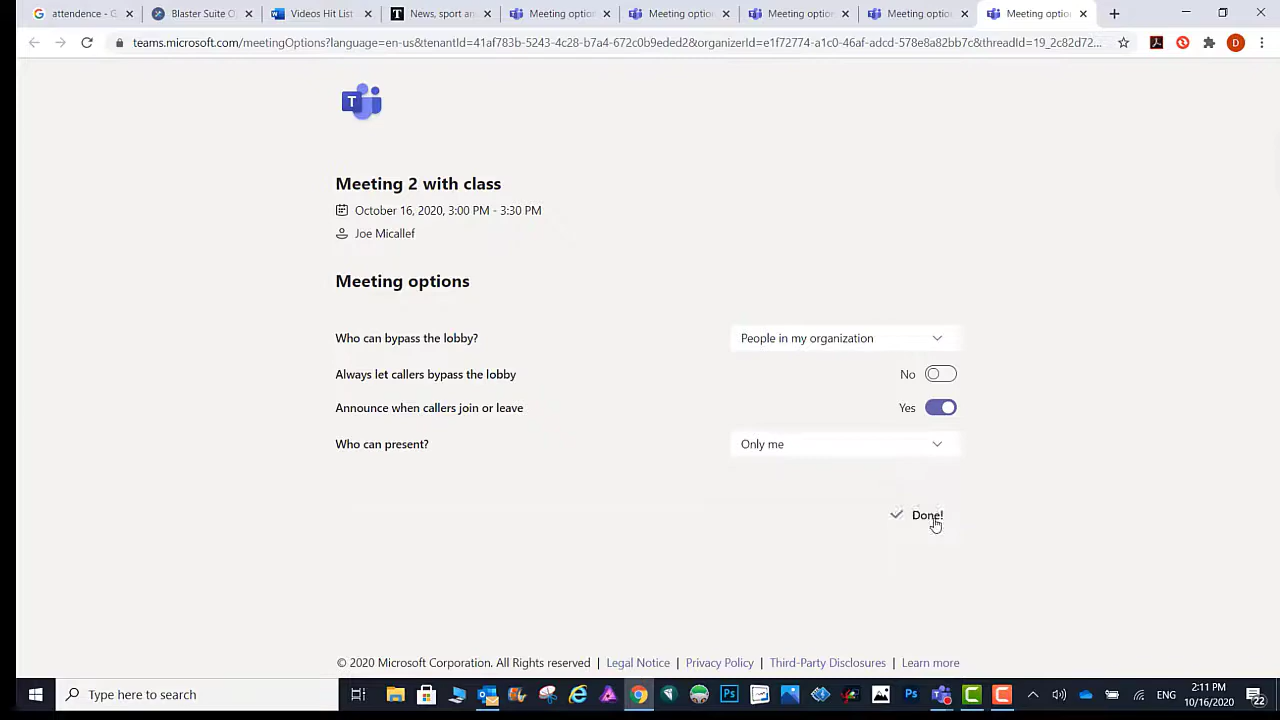 attendence - G
Blaster Suite O
Videos Hit List
News, spor
Meeting optio
Meeting option
Meeting option
Meeting option
Meeting optio
teams.microsoft.com/meetingOptions?language=en-us&tenantId=41af783b-5243-4c28-b7a4-672c0b9eded2&organizerId=e1f72774-a1c0-46af-adcd-578e8a82bb7c&threadId=19_2c82d72...
D
T
Meeting 2 with class
October 16, 2020, 3:00 PM - 3:30 PM
Joe Micallef
Meeting options
Who can bypass the lobby?
People in my organization
Always let callers bypass the lobby
No
Announce when callers join or leave
Yes
Who can present?
Only me
Done!
© 2020 Microsoft Corporation. All Rights reserved | Legal Notice | Privacy Policy | Third-Party Disclosures | Learn more
Type here to search
ENG
2:11 PM
10/16/2020
22